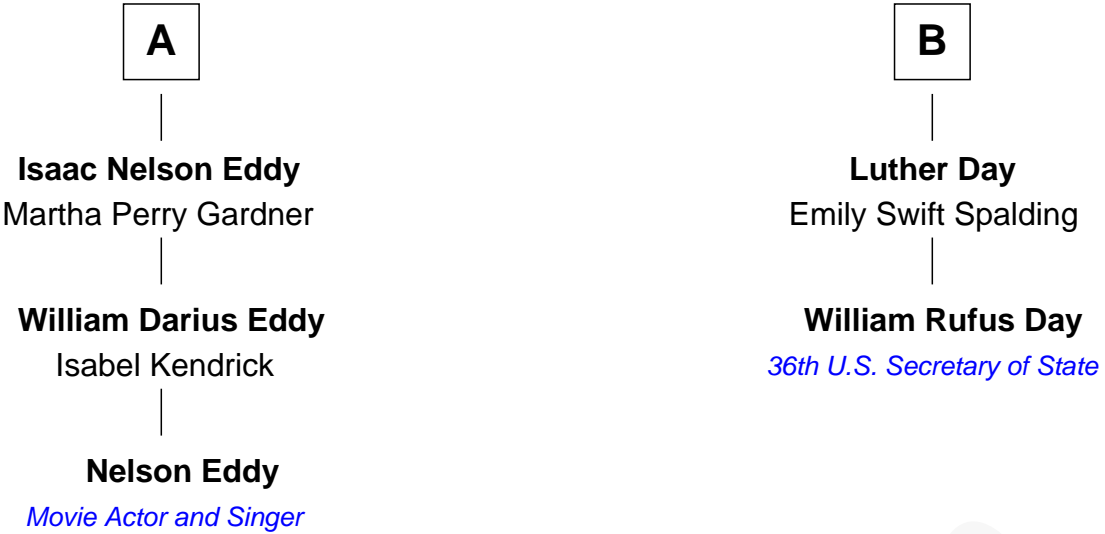 A
B
Isaac Nelson Eddy
Martha Perry Gardner
Luther Day
Emily Swift Spalding
William Darius Eddy
Isabel Kendrick
William Rufus Day
36th U.S. Secretary of State
Nelson Eddy
Movie Actor and Singer